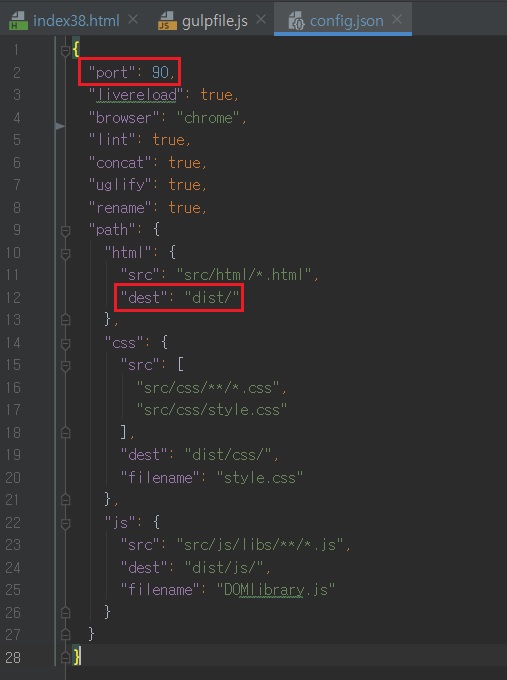 index38.html gulpfile.js config.json
1 {
2 "port": 90,
3 "livereload": true,
4 "browser": "chrome",
5 "lint": true,
6 "concat": true,
7 "uglify": true,
8 "rename": true,
9 "path": {
10 "html": {
11 "src": "src/html/*.html",
12 "dest": "dist/"
13 },
14 "css": {
15 "src": [
16 "src/css/**/*.css",
17 "src/css/style.css"
18 ],
19 "dest": "dist/css/",
20 "filename": "style.css"
21 },
22 "js": {
23 "src": "src/js/libs/**/*.js",
24 "dest": "dist/js/",
25 "filename": "DOMlibrary.js"
26 }
27 }
28 }